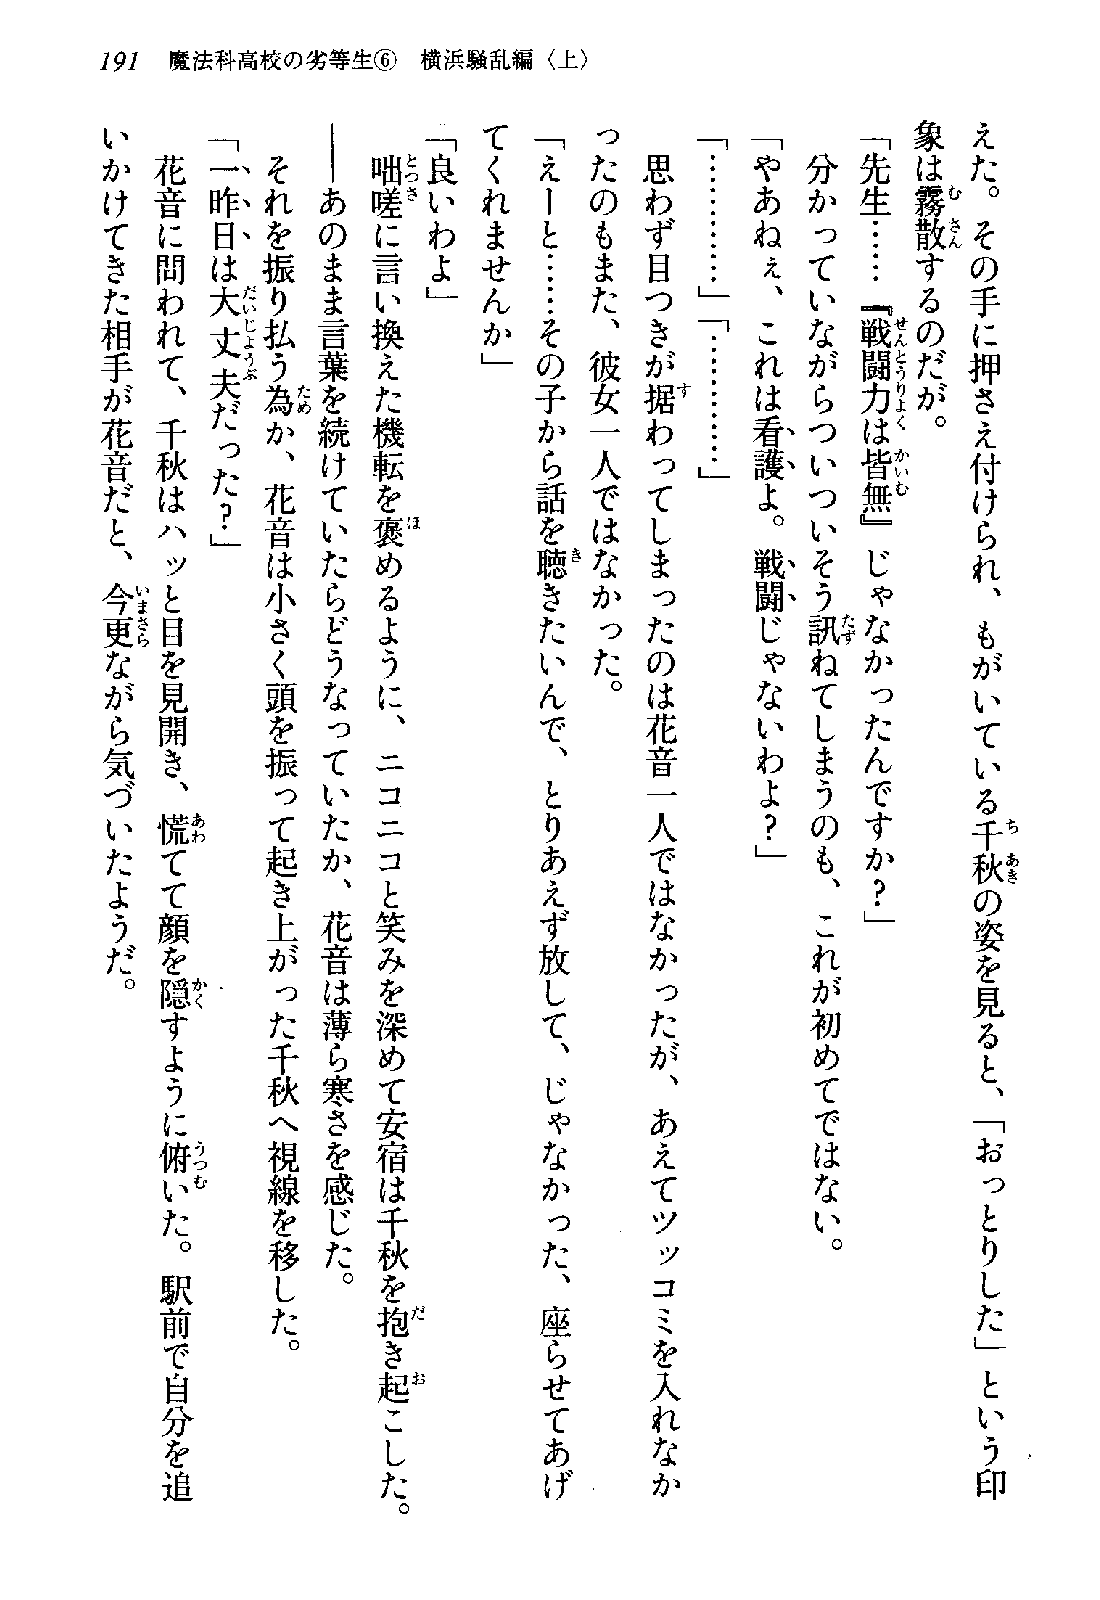 191　魔法科高校の劣等生⑥　横浜騒乱編〈上〉
えた。その手に押さえ付けられ、もがいている千秋の姿を見ると、「おっとりした」という印
象は霧散するのだが。
「先生……『戦闘力は皆無』じゃなかったんですか？」
分かっていながらついついそう訊ねてしまうのも、これが初めてではない。
「やあねぇ、これは看護よ。戦闘じゃないわよ？」
「…………」「…………」
思わず目つきが据わってしまったのは花音一人ではなかったが、あえてツッコミを入れなか
ったのもまた、彼女一人ではなかった。
「えーと……その子から話を聴きたいんで、とりあえず放して、じゃなかった、座らせてあげ
てくれませんか」
「良いわよ」
咄嗟に言い換えた機転を褒めるように、ニコニコと笑みを深めて安宿は千秋を抱き起こした。
――あのまま言葉を続けていたらどうなっていたか、花音は薄ら寒さを感じた。
それを振り払う為か、花音は小さく頭を振って起き上がった千秋へ視線を移した。
「一昨日は大丈夫だった？」
花音に問われて、千秋はハッと目を見開き、慌てて顔を隠すように俯いた。駅前で自分を追
いかけてきた相手が花音だと、今更ながら気づいたようだ。